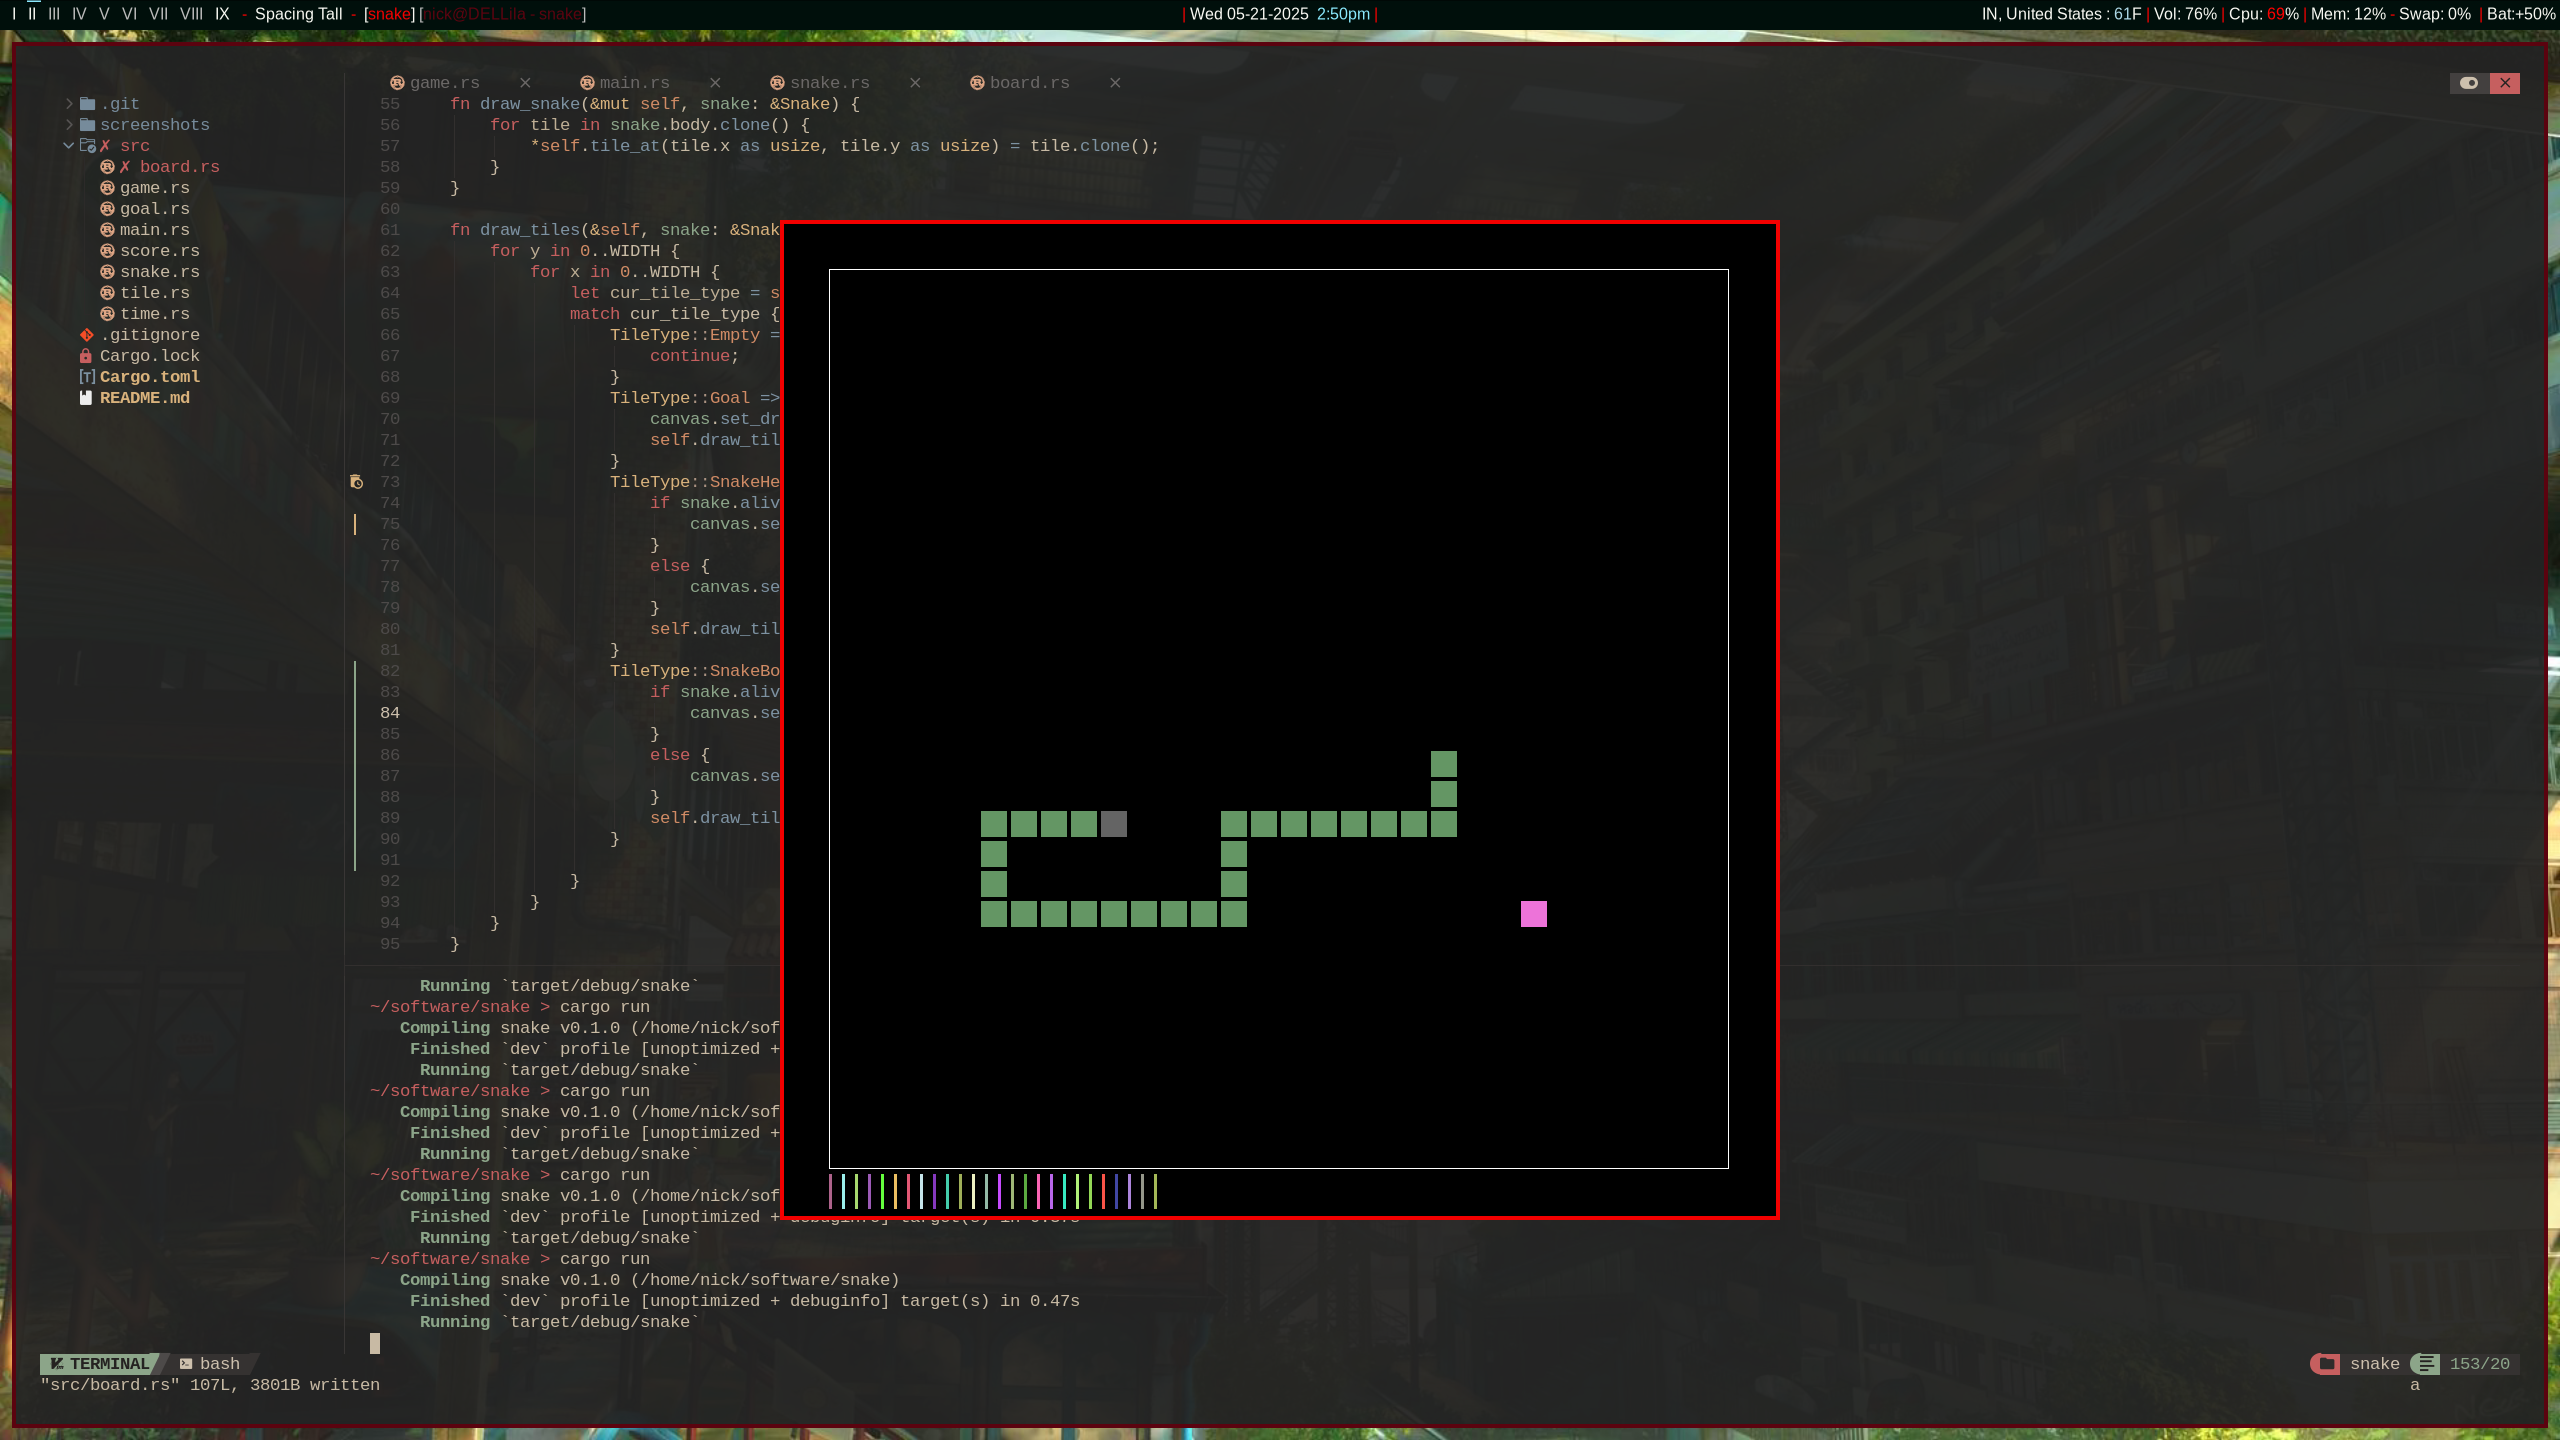 I II III IV V VI VII VIII IX - Spacing Tall - [snake] [nick@DELLila - snake] | Wed 05-21-2025 2:50pm | IN, United States : 61F | Vol: 76% | Cpu: 69% | Mem: 12% - Swap: 0% | Bat:+50%
game.rs main.rs snake.rs board.rs
.git
screenshots
src
board.rs
game.rs
goal.rs
main.rs
score.rs
snake.rs
tile.rs
time.rs
.gitignore
Cargo.lock
Cargo.toml
README.md
55 fn draw_snake(&mut self, snake: &Snake) {
56 for tile in snake.body.clone() {
57 *self.tile_at(tile.x as usize, tile.y as usize) = tile.clone();
58 }
59 }
60
61 fn draw_tiles(&self, snake: &Snak
62 for y in 0..WIDTH {
63 for x in 0..WIDTH {
64 let cur_tile_type = s
65 match cur_tile_type {
66 TileType::Empty =
67 continue;
68 }
69 TileType::Goal =>
70 canvas.set_dr
71 self.draw_til
72 }
73 TileType::SnakeHe
74 if snake.aliv
75 canvas.se
76 }
77 else {
78 canvas.se
79 }
80 self.draw_til
81 }
82 TileType::SnakeBo
83 if snake.aliv
84 canvas.se
85 }
86 else {
87 canvas.se
88 }
89 self.draw_til
90 }
91
92 }
93 }
94 }
95 }
Running `target/debug/snake`
~/software/snake > cargo run
Compiling snake v0.1.0 (/home/nick/sof
Finished `dev` profile [unoptimized +
Running `target/debug/snake`
~/software/snake > cargo run
Compiling snake v0.1.0 (/home/nick/sof
Finished `dev` profile [unoptimized +
Running `target/debug/snake`
~/software/snake > cargo run
Compiling snake v0.1.0 (/home/nick/sof
Finished `dev` profile [unoptimized + debuginfo] target(s) in
Running `target/debug/snake`
~/software/snake > cargo run
Compiling snake v0.1.0 (/home/nick/software/snake)
Finished `dev` profile [unoptimized + debuginfo] target(s) in 0.47s
Running `target/debug/snake`
TERMINAL bash snake 153/20
"src/board.rs" 107L, 3801B written a